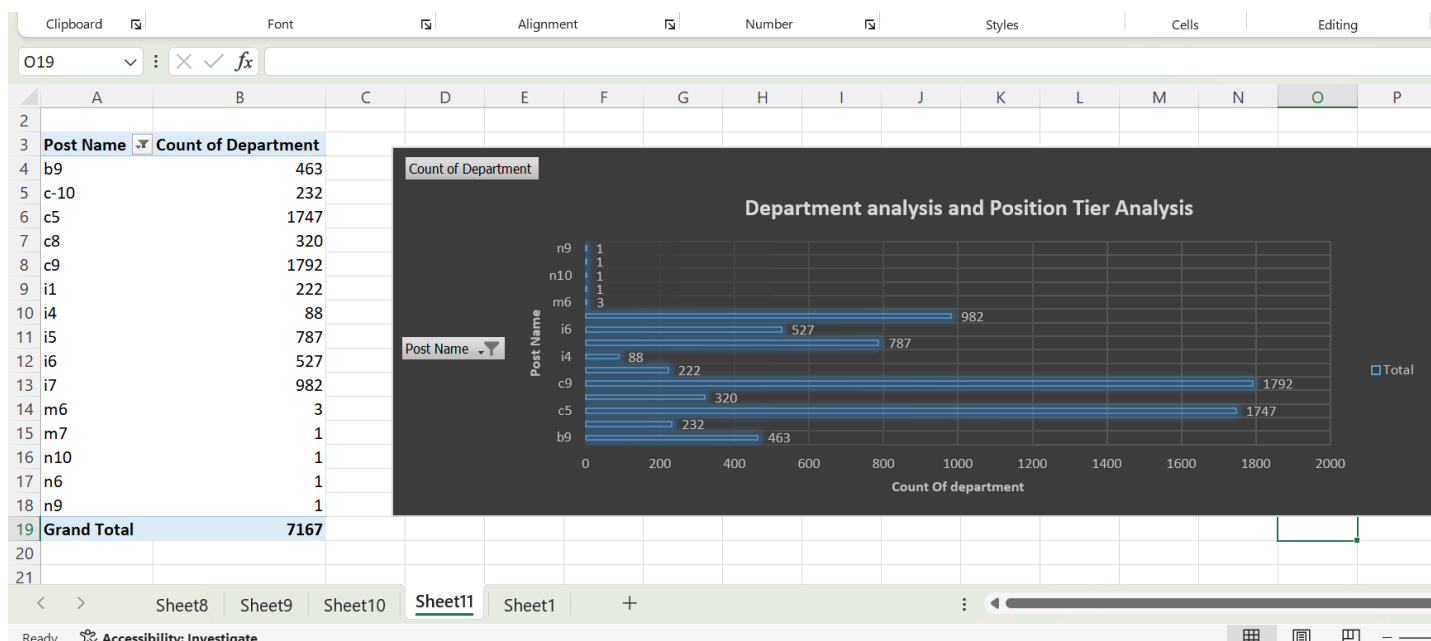 Clipboard Font Alignment Number Styles Cells Editing
O19 fx
A B C D E F G H I J K L M N O P
2
3 Post Name Count of Department
4 b9 463
5 c-10 232
6 c5 1747
7 c8 320
8 c9 1792
9 i1 222
10 i4 88
11 i5 787
12 i6 527
13 i7 982
14 m6 3
15 m7 1
16 n10 1
17 n6 1
18 n9 1
19 Grand Total 7167
20
21
Count of Department
Department analysis and Position Tier Analysis
Post Name
Post Name
n9 1
1
n10 1
1
m6 3
982
i6 527
787
i4 88
222
c9 1792
320
c5 1747
232
b9 463
0 200 400 600 800 1000 1200 1400 1600 1800 2000
Count Of department
Total
Sheet8 Sheet9 Sheet10 Sheet11 Sheet1
Ready Accessibility: Investigate